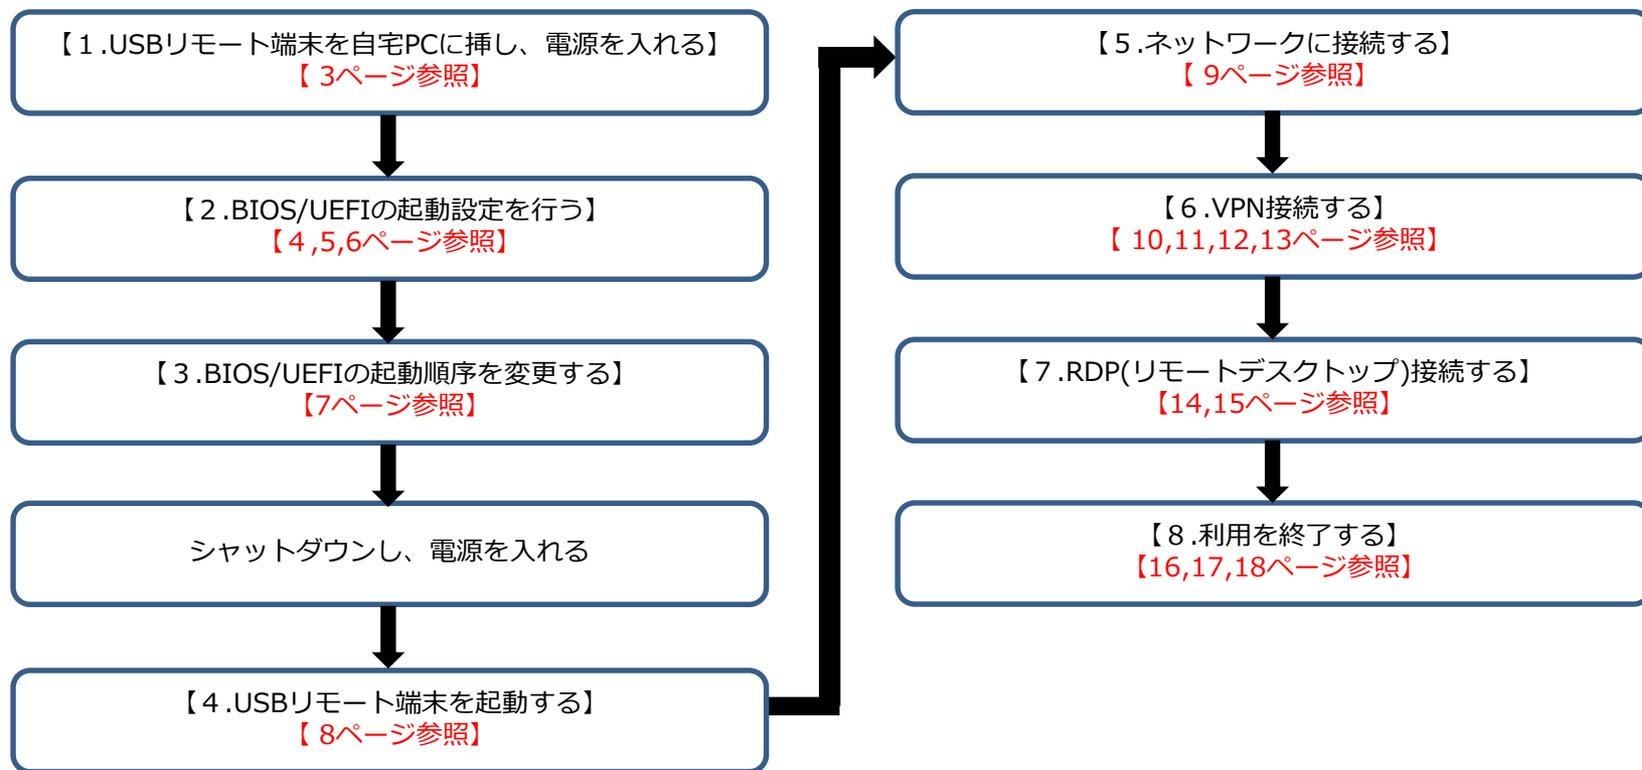 【１.USBリモート端末を自宅PCに挿し、電源を入れる】
【 3ページ参照】
【２.BIOS/UEFIの起動設定を行う】
【４,5,6ページ参照】
【３.BIOS/UEFIの起動順序を変更する】
【7ページ参照】
シャットダウンし、電源を入れる
【４.USBリモート端末を起動する】
【 8ページ参照】
【５.ネットワークに接続する】
【 9ページ参照】
【６.VPN接続する】
【 10,11,12,13ページ参照】
【７.RDP(リモートデスクトップ)接続する】
【14,15ページ参照】
【８.利用を終了する】
【16,17,18ページ参照】